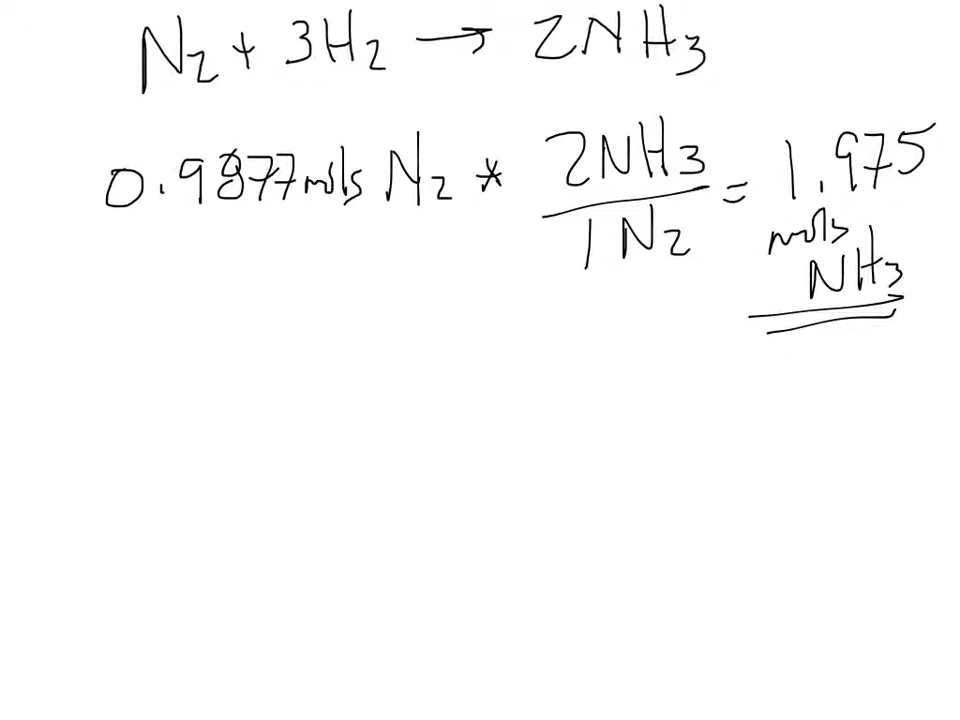 N2 + 3H2 → 2NH3
0.9877 mols N2 * 2NH3 / 1N2 = 1.975
mols
NH3